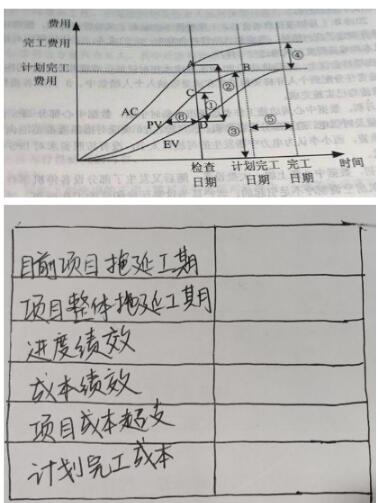 费用
完工费用
④
计划完工
费用
A
B
②
C
①
AC
PV
⑥
D
EV
③
⑤
检查
日期
计划完工
日期
完工
日期
时间
目前项目拖延工期
项目整体拖延工期
进度绩效
成本绩效
项目成本超支
计划完工成本